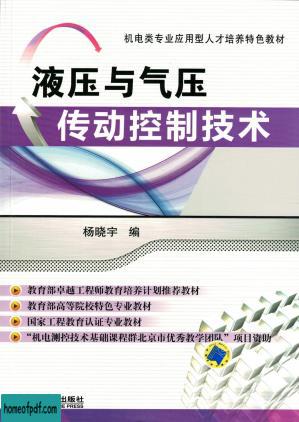 机电类专业应用型人才培养特色教材
液压与气压
传动控制技术
杨晓宇 编
教育部卓越工程师教育培养计划推荐教材
教育部高等院校特色专业教材
国家工程教育认证专业教材
“机电测控技术基础课程群北京市优秀教学团队”项目资助
出版社
E PRESS
homeofpdf.com